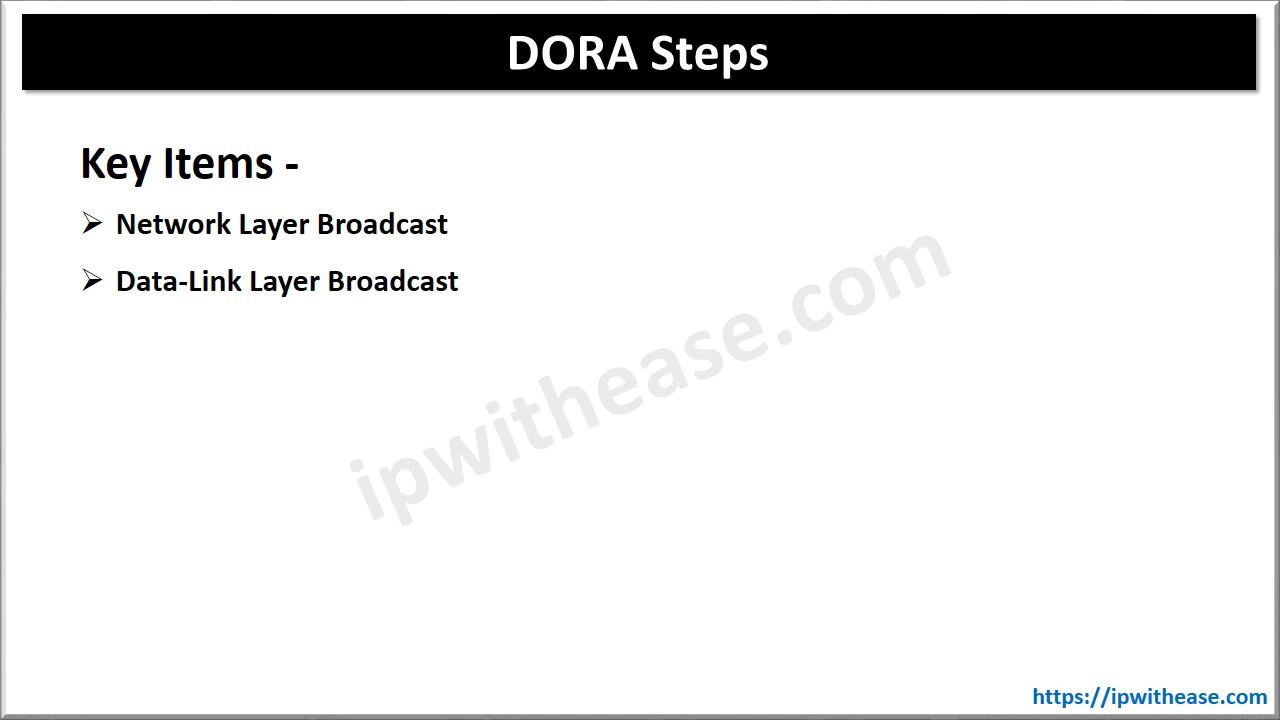 DORA Steps
Key Items -
➢ Network Layer Broadcast
➢ Data-Link Layer Broadcast
ipwithease.com
https://ipwithease.com